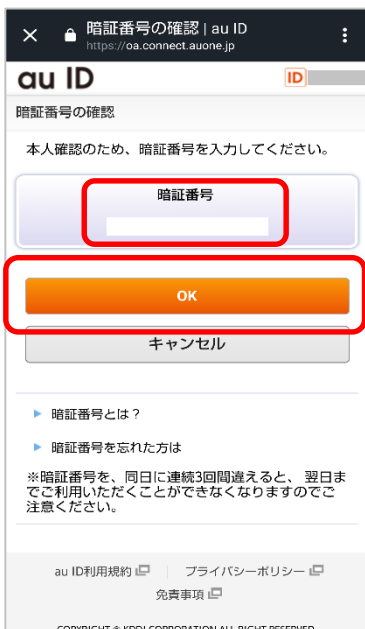 暗証番号の確認 | au ID
https://oa.connect.auone.jp
au ID
ID
暗証番号の確認
本人確認のため、暗証番号を入力してください。
暗証番号
OK
キャンセル
暗証番号とは？
暗証番号を忘れた方は
※暗証番号を、同日に連続3回間違えると、翌日ま
でご利用いただくことができなくなりますのでご
注意ください。
au ID利用規約
プライバシーポリシー
免責事項
COPYRIGHT © KDDI CORPORATION ALL RIGHT RESERVED